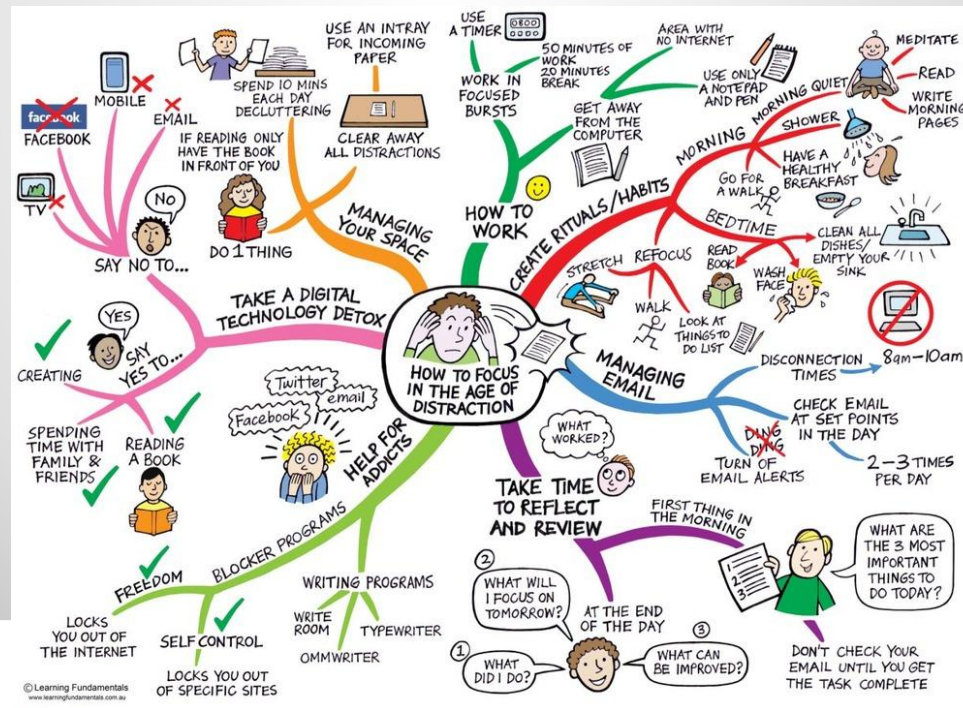 HOW TO FOCUS
IN THE AGE OF
DISTRACTION
HOW TO
WORK
WORK IN
FOCUSED
BURSTS
USE
A TIMER
50 MINUTES OF
WORK
20 MINUTES
BREAK
GET AWAY
FROM THE
COMPUTER
AREA WITH
NO INTERNET
USE ONLY
A NOTEPAD
AND PEN
CREATE RITUALS/HABITS
MORNING
MORNING QUIET
MEDITATE
READ
WRITE
MORNING
PAGES
SHOWER
HAVE A
HEALTHY
BREAKFAST
GO FOR
A WALK
BEDTIME
CLEAN ALL
DISHES/
EMPTY YOUR
SINK
WASH
FACE
READ
BOOK
REFOCUS
STRETCH
WALK
LOOK AT
THINGS TO
DO LIST
MANAGING
EMAIL
DISCONNECTION
TIMES
8am-10am
CHECK EMAIL
AT SET POINTS
IN THE DAY
2-3 TIMES
PER DAY
DING
DING
TURN OF
EMAIL ALERTS
TAKE TIME
TO REFLECT
AND REVIEW
WHAT
WORKED?
FIRST THING IN
THE MORNING
1
2
3
WHAT ARE
THE 3 MOST
IMPORTANT
THINGS TO
DO TODAY?
DON'T CHECK YOUR
EMAIL UNTIL YOU GET
THE TASK COMPLETE
AT THE END
OF THE DAY
1
WHAT
DID I DO?
2
WHAT WILL
I FOCUS ON
TOMORROW?
3
WHAT CAN
BE IMPROVED?
HELP FOR
ADDICTS
Twitter
email
Facebook
BLOCKER PROGRAMS
FREEDOM
LOCKS
YOU OUT OF
THE INTERNET
SELF CONTROL
LOCKS YOU OUT
OF SPECIFIC SITES
WRITING PROGRAMS
WRITE
ROOM
OMMWRITER
TYPEWRITER
TAKE A DIGITAL
TECHNOLOGY DETOX
SAY NO TO...
NO
TV
facebook
FACEBOOK
MOBILE
EMAIL
SAY
YES TO...
YES
CREATING
SPENDING
TIME WITH
FAMILY &
FRIENDS
READING
A BOOK
MANAGING
YOUR SPACE
DO 1 THING
IF READING ONLY
HAVE THE BOOK
IN FRONT OF YOU
SPEND 10 MINS
EACH DAY
DECLUTTERING
CLEAR AWAY
ALL DISTRACTIONS
USE AN INTRAY
FOR INCOMING
PAPER
© Learning Fundamentals
www.learningfundamentals.com.au